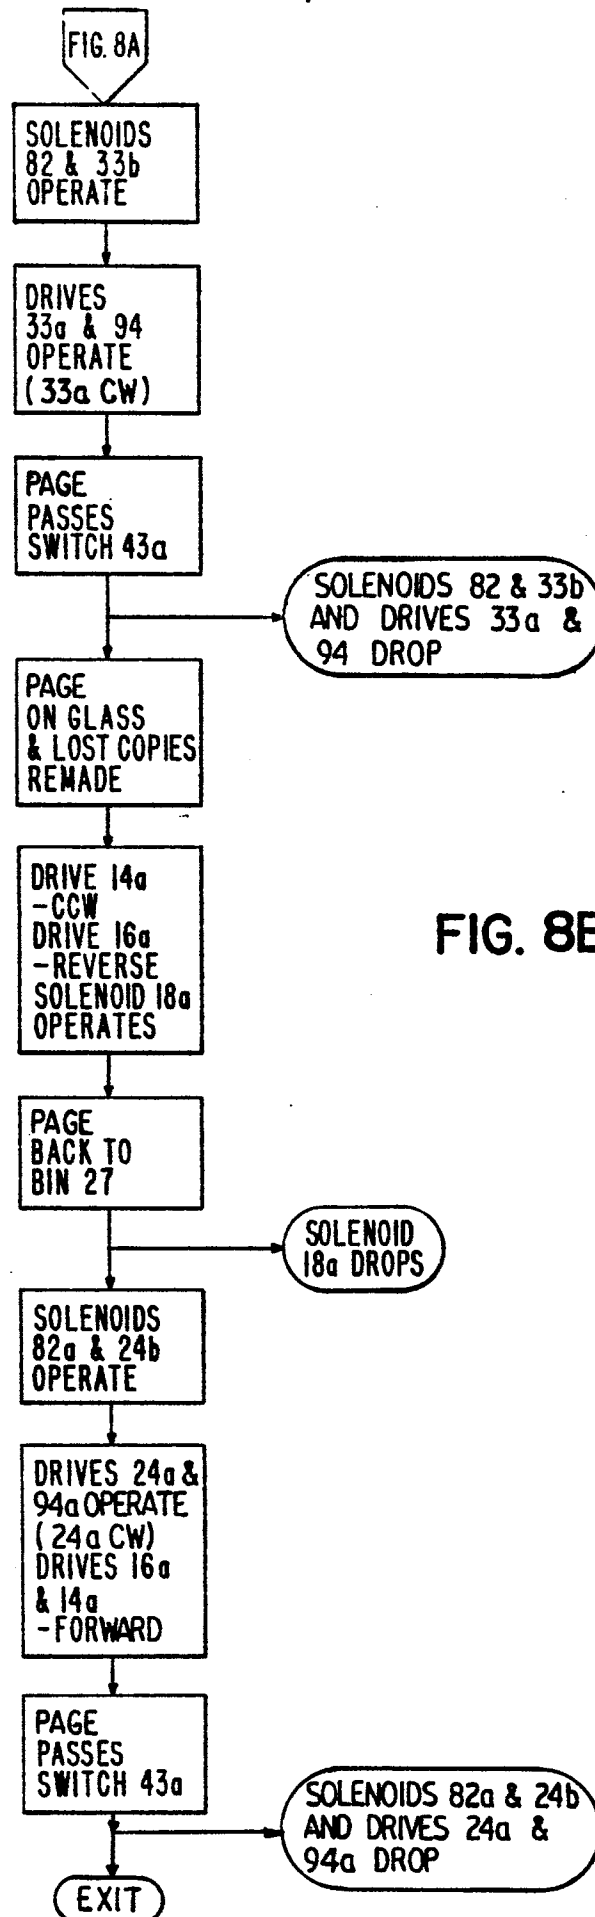 FIG. 8A
SOLENOIDS
82 & 33b
OPERATE
DRIVES
33a & 94
OPERATE
(33a CW)
PAGE
PASSES
SWITCH 43a
SOLENOIDS 82 & 33b
AND DRIVES 33a &
94 DROP
PAGE
ON GLASS
& LOST COPIES
REMADE
DRIVE 14a
-CCW
DRIVE 16a
-REVERSE
SOLENOID 18a
OPERATES
FIG. 8B
PAGE
BACK TO
BIN 27
SOLENOID
18a DROPS
SOLENOIDS
82a & 24b
OPERATE
DRIVES 24a &
94a OPERATE
(24a CW)
DRIVES 16a
& 14a
-FORWARD
PAGE
PASSES
SWITCH 43a
SOLENOIDS 82a & 24b
AND DRIVES 24a &
94a DROP
EXIT